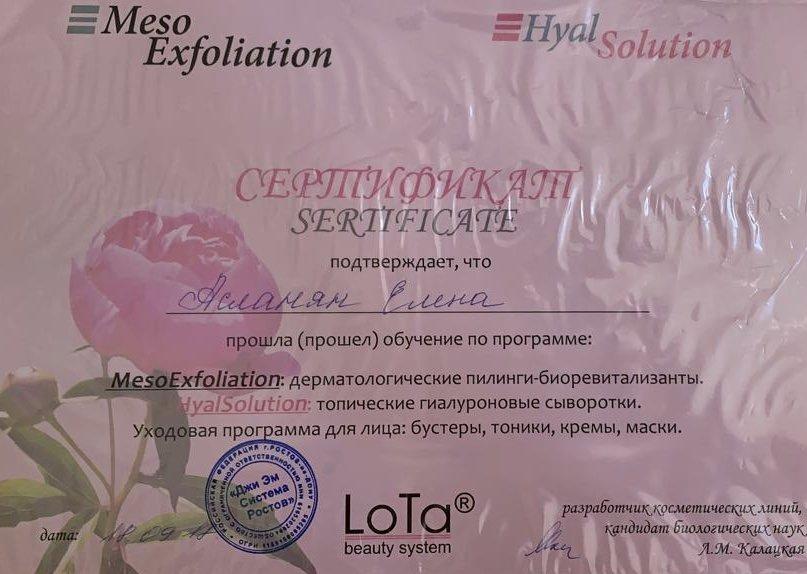 Meso
Exfoliation
Hyal
Solution
СЕРТИФИКАТ
SERTIFICATE
подтверждает, что
Асланян Елена
прошла (прошел) обучение по программе:
MesoExfoliation: дерматологические пилинги-биоревитализанты.
HyalSolution: топические гиалуроновые сыворотки.
Уходовая программа для лица: бустеры, тоники, кремы, маски.
«Джи Эм
Система
Ростов»
LoTa®
beauty system
разработчик косметических линий,
кандидат биологических наук
Л.М. Калацкая
дата: 18.09